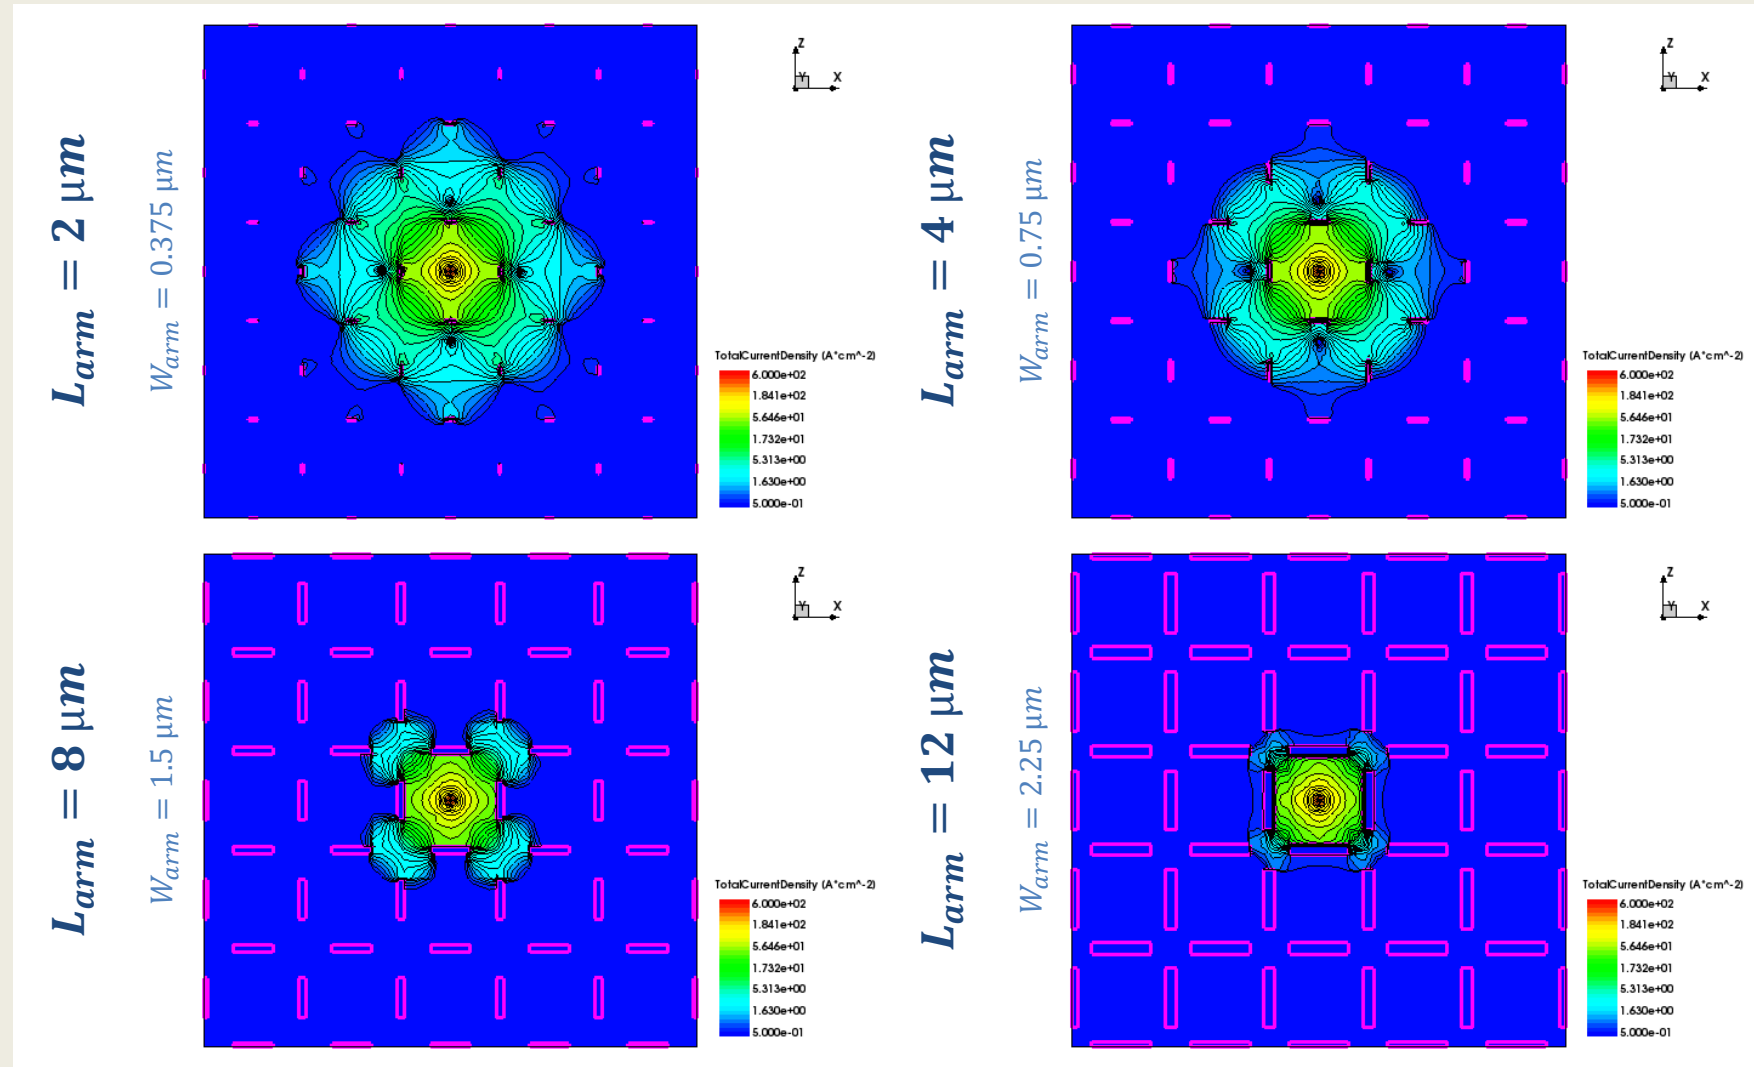 L_arm = 2 μm
W_arm = 0.375 μm
Z
Y
X
TotalCurrentDensity (A*cm^-2)
6.000e+02
1.841e+02
5.646e+01
1.732e+01
5.313e+00
1.630e+00
5.000e-01
L_arm = 4 μm
W_arm = 0.75 μm
Z
Y
X
TotalCurrentDensity (A*cm^-2)
6.000e+02
1.841e+02
5.646e+01
1.732e+01
5.313e+00
1.630e+00
5.000e-01
L_arm = 8 μm
W_arm = 1.5 μm
Z
Y
X
TotalCurrentDensity (A*cm^-2)
6.000e+02
1.841e+02
5.646e+01
1.732e+01
5.313e+00
1.630e+00
5.000e-01
L_arm = 12 μm
W_arm = 2.25 μm
Z
Y
X
TotalCurrentDensity (A*cm^-2)
6.000e+02
1.841e+02
5.646e+01
1.732e+01
5.313e+00
1.630e+00
5.000e-01